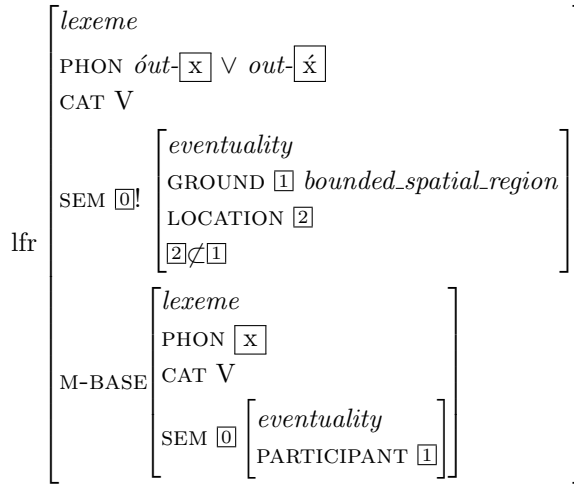 lexeme
PHON óut-x ∨ out-x́
CAT V
eventuality
GROUND 1 bounded_spatial_region
SEM 0!
LOCATION 2
2⊄1
lfr
lexeme
PHON x
M-BASE CAT V
eventuality
SEM 0
PARTICIPANT 1